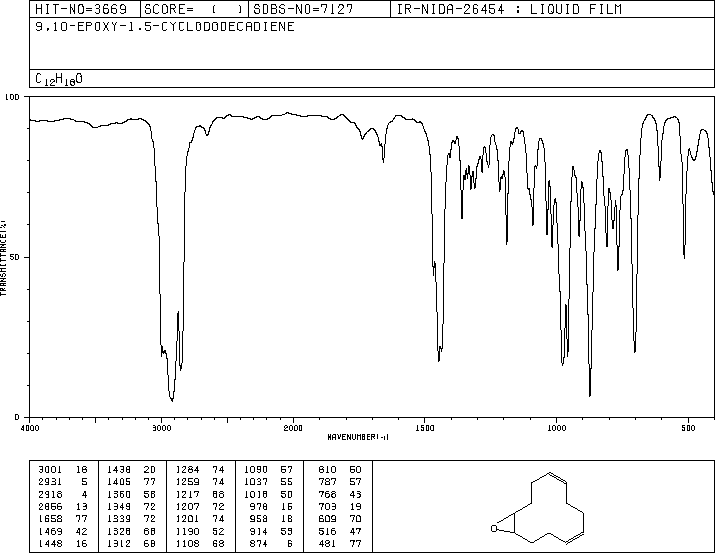 HIT-NO=3669 SCORE= ( ) SDBS-NO=7127 IR-NIDA-26454 : LIQUID FILM
9,10-EPOXY-1,5-CYCLODODECADIENE
C12H18O
100
50
0
TRANSMITTANCE(%)
4000 3000 2000 1500 1000 500
WAVENUMBER(-1)
3001 18 1438 20 1284 74 1090 57 810 50
2931 5 1405 77 1259 74 1037 55 787 57
2918 4 1360 58 1217 68 1018 50 768 43
2856 13 1349 72 1207 72 978 16 703 19
1658 77 1339 72 1201 74 958 18 609 70
1469 42 1328 68 1190 52 914 55 516 47
1448 16 1312 68 1108 68 874 6 481 77
O